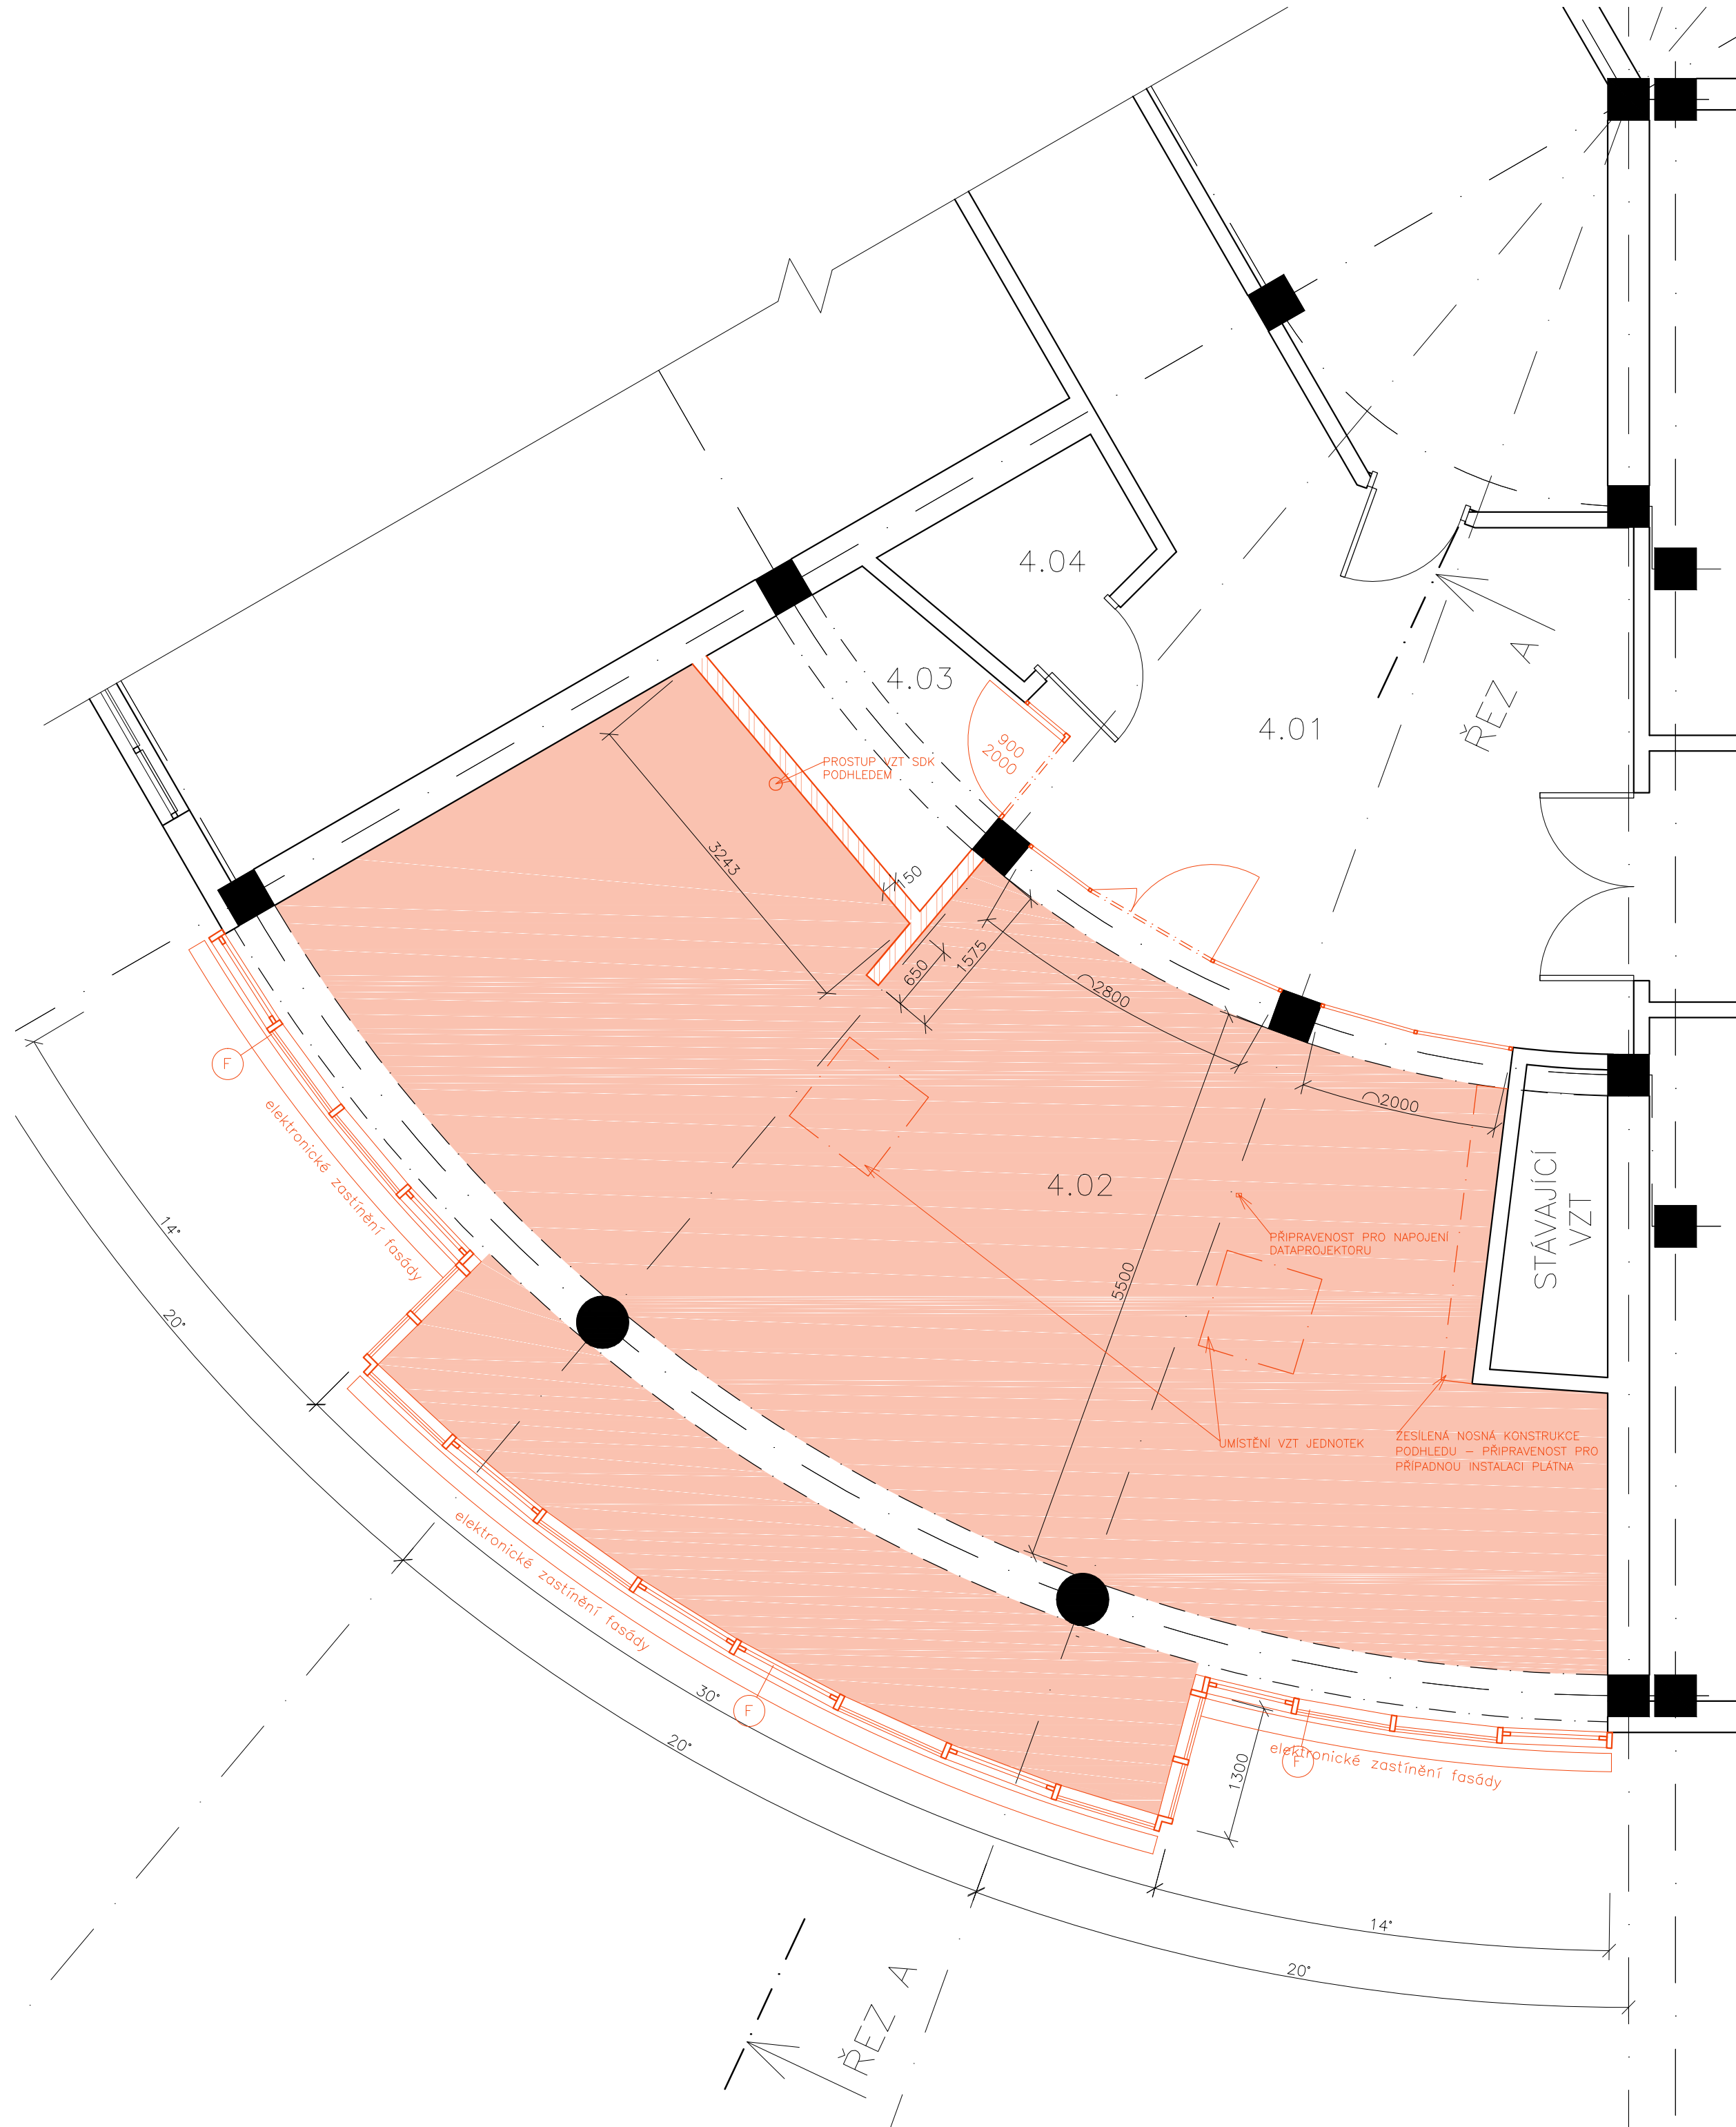 4.04
4.03
4.01
ŘEZ A
900
2000
PROSTUP VZT SDK
PODHLEDEM
3243
150
650
1575
2800
2000
F
elektronické zastínění fasády
4.02
STÁVAJÍCÍ
VZT
PŘIPRAVENOST PRO NAPOJENÍ
DATAPROJEKTORU
5500
14°
20°
UMÍSTĚNÍ VZT JEDNOTEK
ZESÍLENÁ NOSNÁ KONSTRUKCE
PODHLEDU – PŘIPRAVENOST PRO
PŘÍPADNOU INSTALACI PLÁTNA
elektronické zastínění fasády
30°
F
20°
1300
F
elektronické zastínění fasády
14°
20°
ŘEZ A